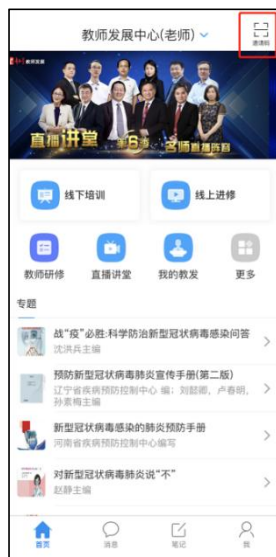 教师发展中心(老师)
邀请码
直播讲堂
第6步
名师直播阵容
线下培训
线上进修
教师研修
直播讲堂
我的教发
更多
专题
战“疫”必胜:科学防治新型冠状病毒感染问答
沈洪兵主编
预防新型冠状病毒肺炎宣传手册(第二版)
辽宁省疾病预防控制中心 编；刘懿卿，卢春明，
孙素梅主编
新型冠状病毒感染的肺炎预防手册
河南省疾病预防控制中心编写
对新型冠状病毒肺炎说“不”
赵静主编
首页
消息
笔记
我